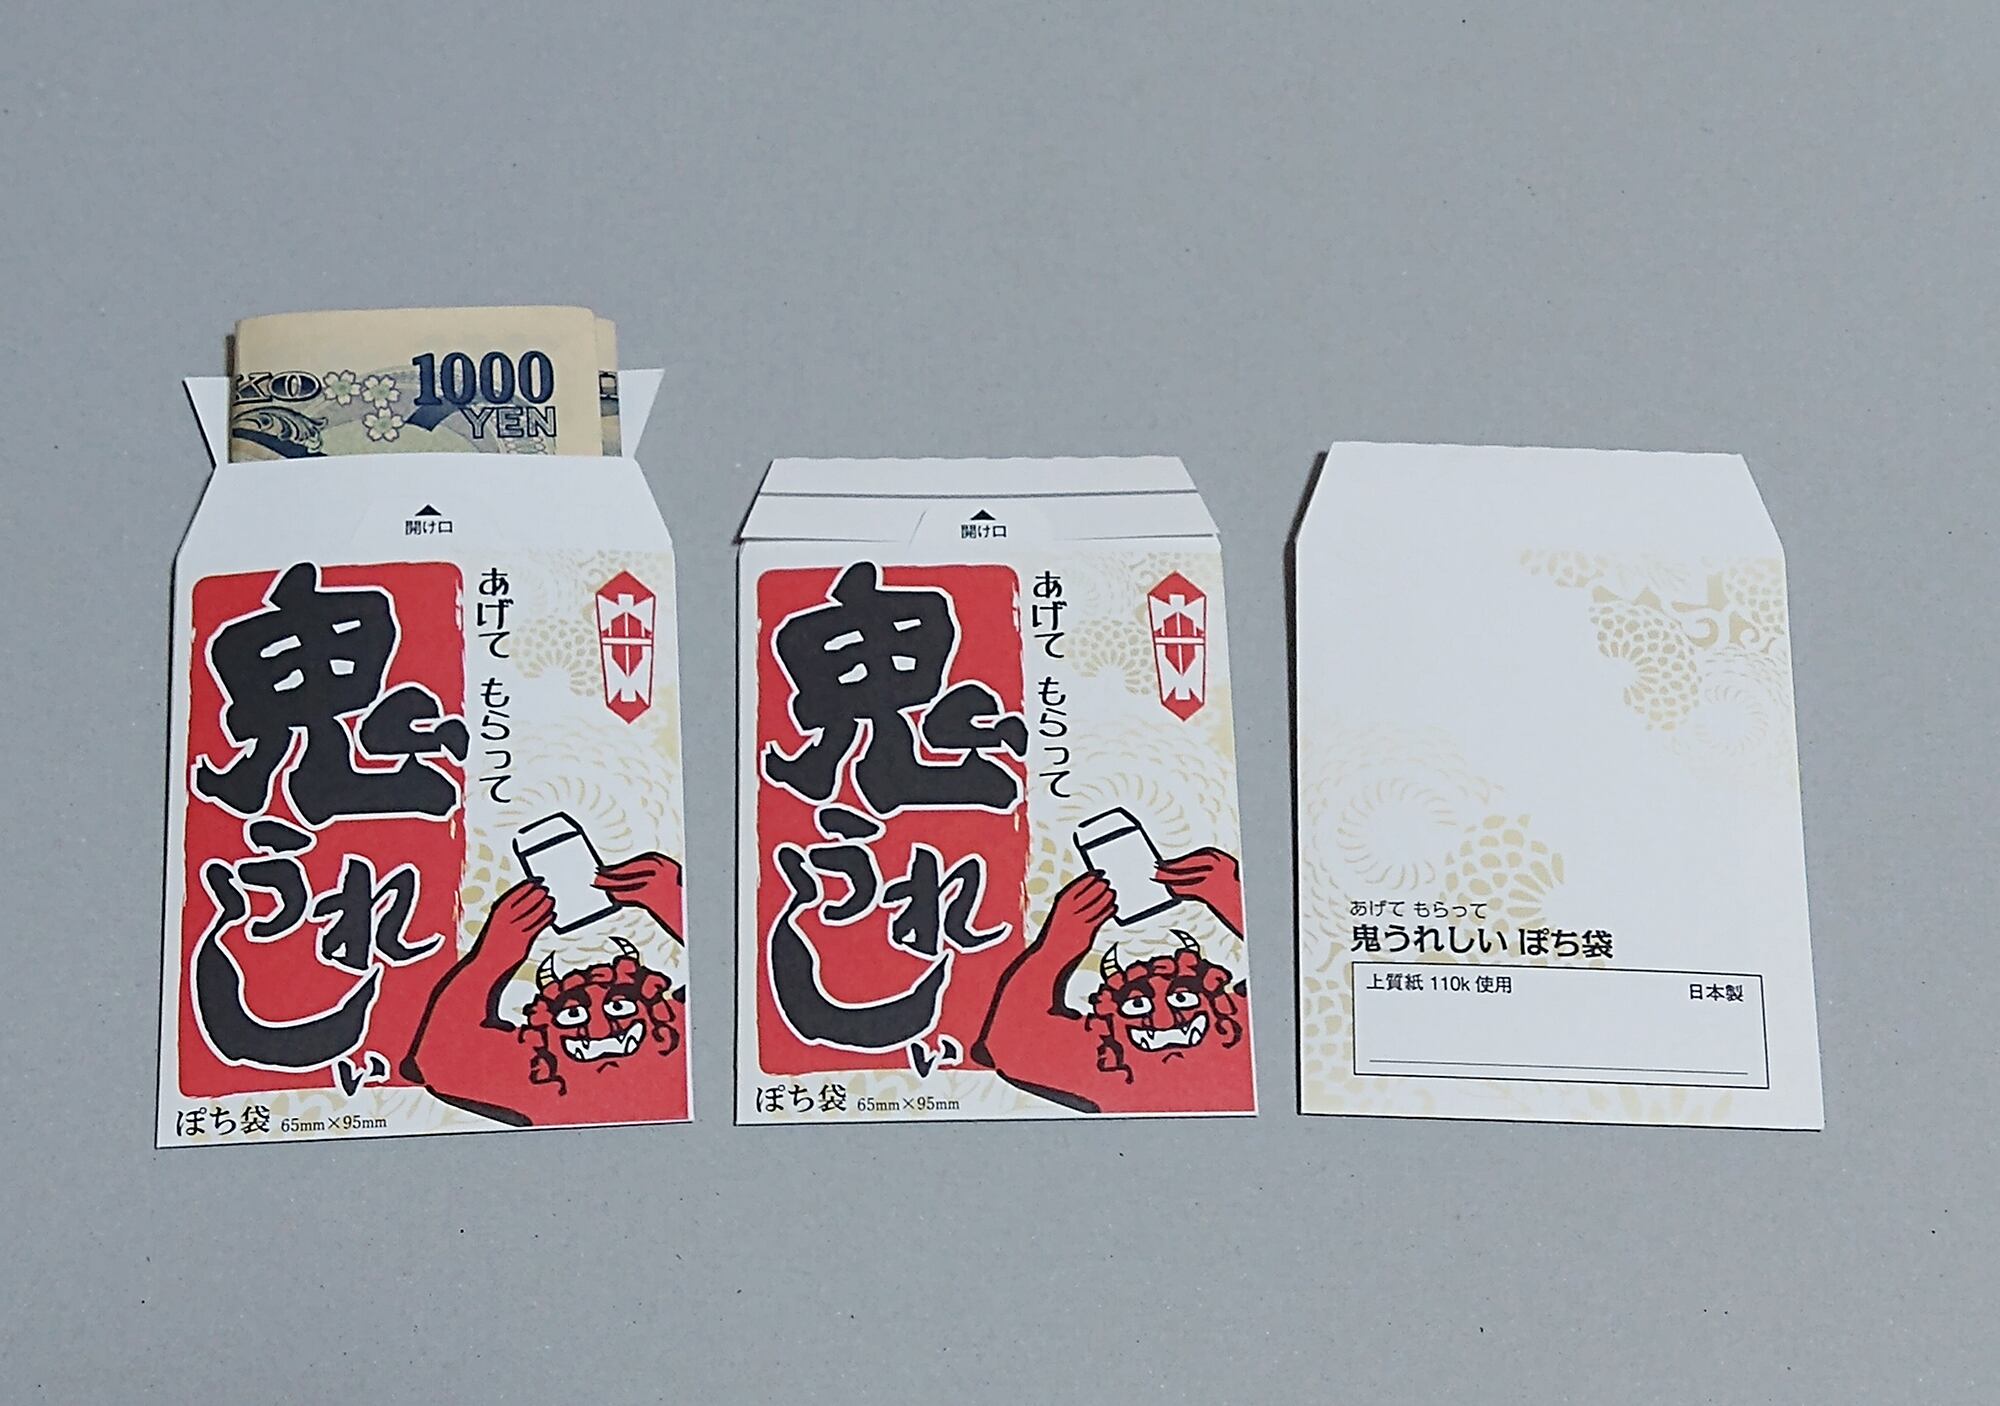 KO
1000
YEN
開け口
鬼
うれ
しぃ
あげて もらって
ぽち袋 65mm×95mm
開け口
鬼
うれ
しぃ
あげて もらって
ぽち袋 65mm×95mm
あげて もらって
鬼うれしい ぽち袋
上質紙 110k 使用
日本製